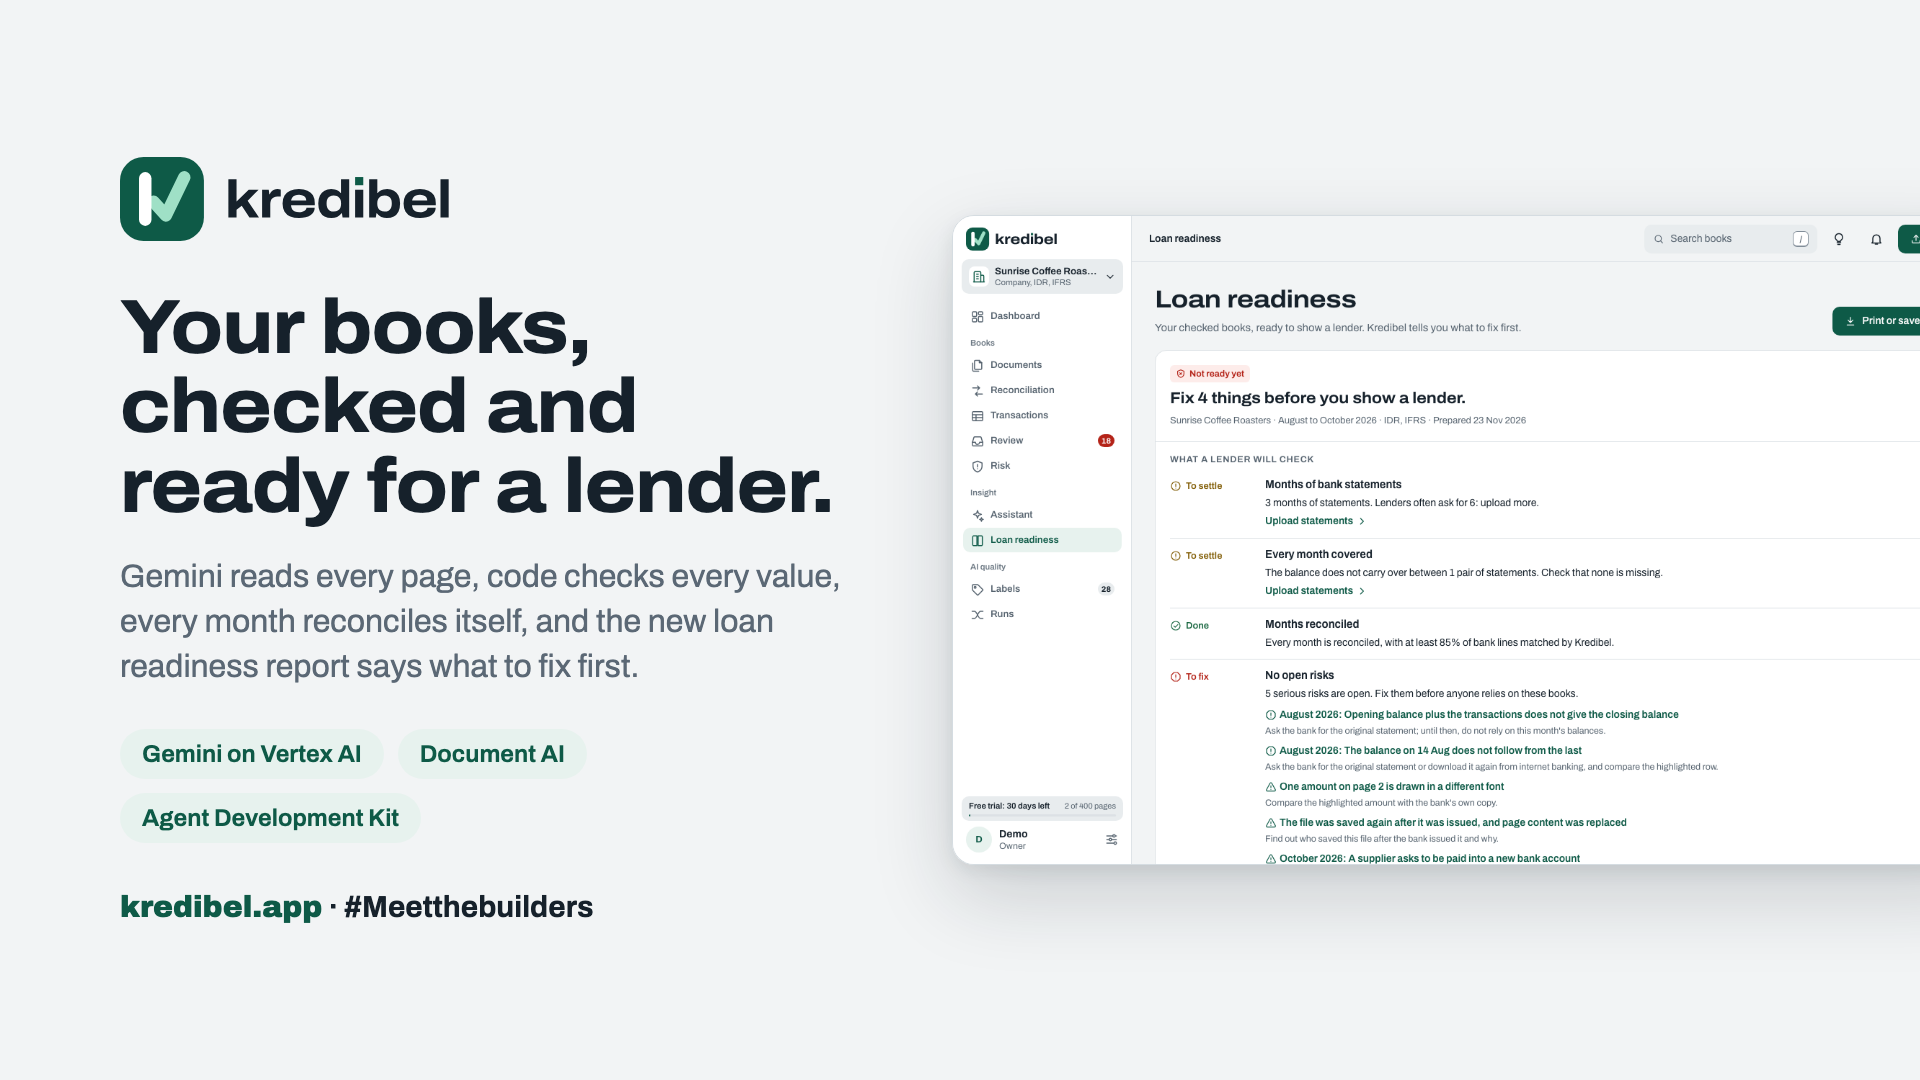 kredibel
Your books,
checked and
ready for a lender.
Gemini reads every page, code checks every value,
every month reconciles itself, and the new loan
readiness report says what to fix first.
Gemini on Vertex AI
Document AI
Agent Development Kit
kredibel.app · #Meetthebuilders
kredibel
Sunrise Coffee Roas...
Company, IDR, IFRS
Dashboard
Books
Documents
Reconciliation
Transactions
Review 18
Risk
Insight
Assistant
Loan readiness
AI quality
Labels 28
Runs
Free trial: 30 days left 2 of 400 pages
D
Demo
Owner
Loan readiness
Search books /
Loan readiness
Your checked books, ready to show a lender. Kredibel tells you what to fix first.
Print or save
Not ready yet
Fix 4 things before you show a lender.
Sunrise Coffee Roasters · August to October 2026 · IDR, IFRS · Prepared 23 Nov 2026
WHAT A LENDER WILL CHECK
To settle
Months of bank statements
3 months of statements. Lenders often ask for 6: upload more.
Upload statements
To settle
Every month covered
The balance does not carry over between 1 pair of statements. Check that none is missing.
Upload statements
Done
Months reconciled
Every month is reconciled, with at least 85% of bank lines matched by Kredibel.
To fix
No open risks
5 serious risks are open. Fix them before anyone relies on these books.
August 2026: Opening balance plus the transactions does not give the closing balance
Ask the bank for the original statement; until then, do not rely on this month's balances.
August 2026: The balance on 14 Aug does not follow from the last
Ask the bank for the original statement or download it again from internet banking, and compare the highlighted row.
One amount on page 2 is drawn in a different font
Compare the highlighted amount with the bank's own copy.
The file was saved again after it was issued, and page content was replaced
Find out who saved this file after the bank issued it and why.
October 2026: A supplier asks to be paid into a new bank account